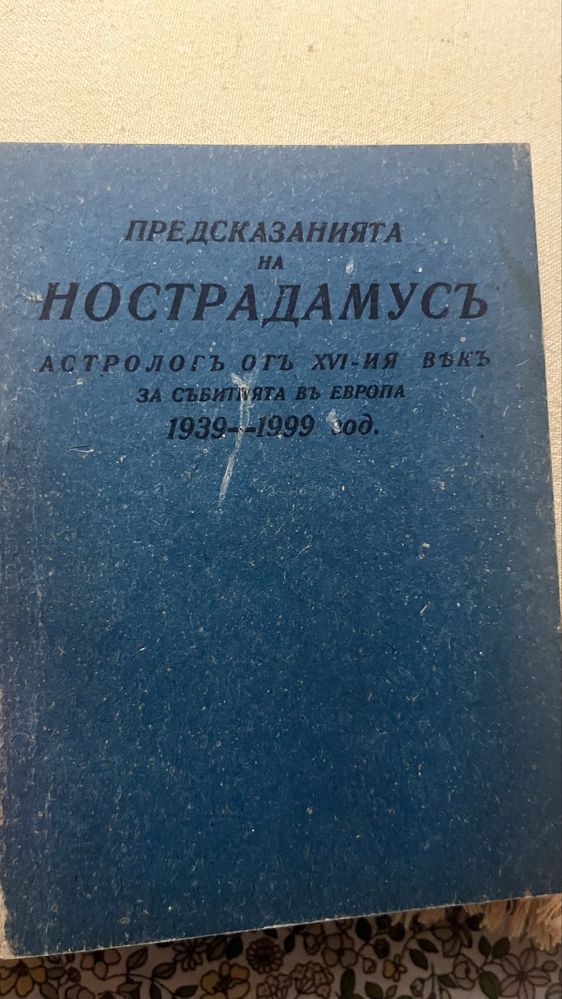 ПРЕДСКАЗАНИЯТА
НА
НОСТРАДАМУСЪ
АСТРОЛОГЪ ОТЪ XVI-ИЯ ВѢКЪ
ЗА СЪБИТИЯТА ВЪ ЕВРОПА
1939—1999 год.